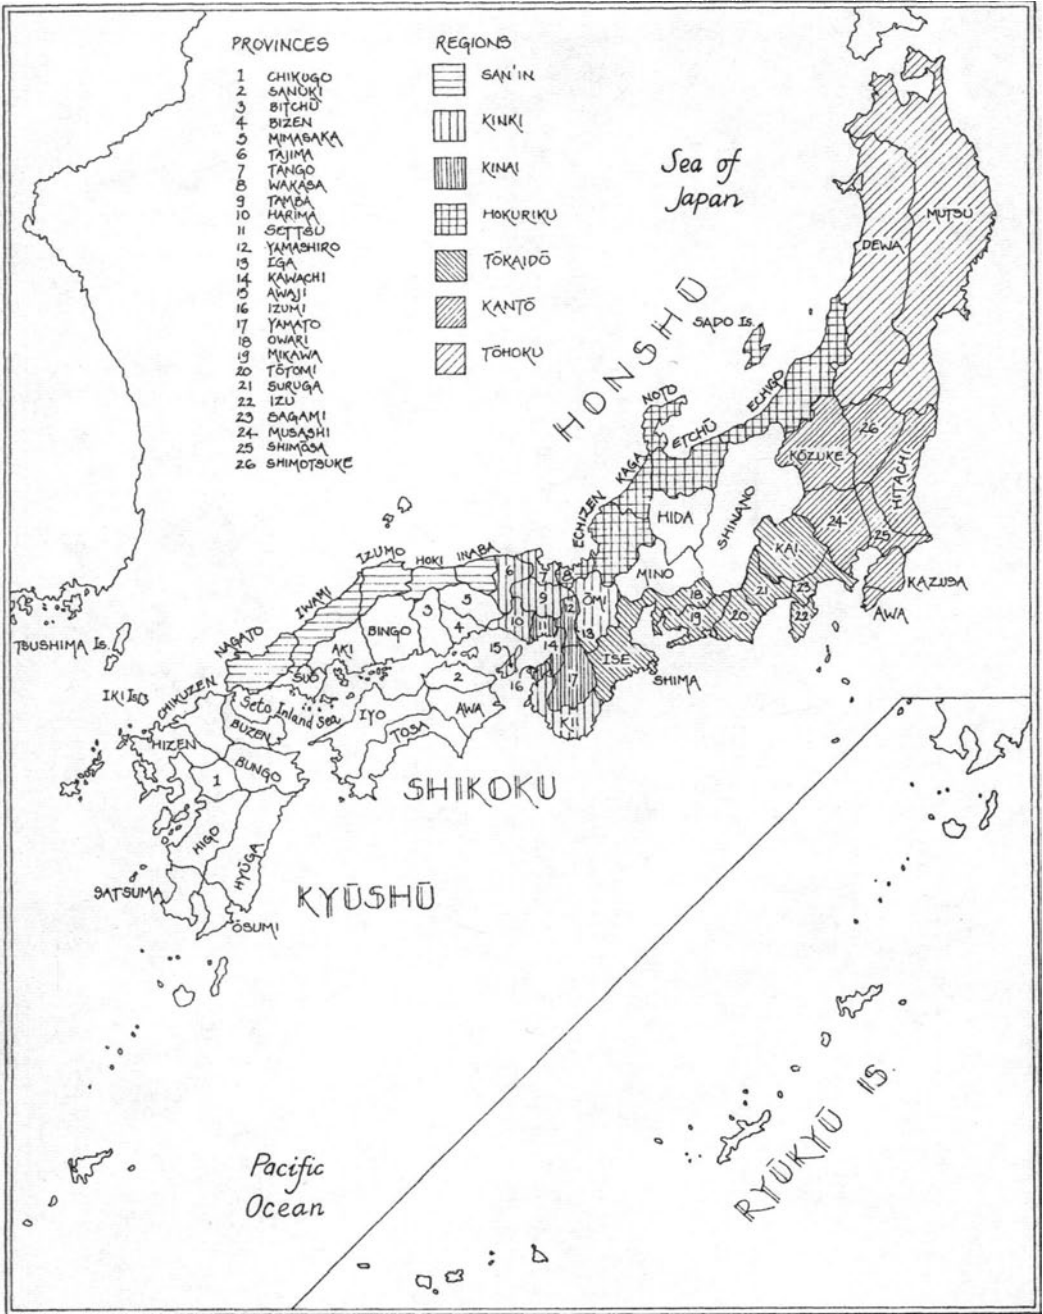 PROVINCES
1 CHIKUGO
2 SANUKI
3 BITCHŪ
4 BIZEN
5 MIMASAKA
6 TAJIMA
7 TANGO
8 WAKASA
9 TAMBA
10 HARIMA
11 SETTSU
12 YAMASHIRO
13 IGA
14 KAWACHI
15 AWAJI
16 IZUMI
17 YAMATO
18 OWARI
19 MIKAWA
20 TŌTOMI
21 SURUGA
22 IZU
23 SAGAMI
24 MUSASHI
25 SHIMŌSA
26 SHIMOTSUKE
REGIONS
SAN'IN
KINKI
KINAI
HOKURIKU
TŌKAIDŌ
KANTŌ
TŌHOKU
Sea of
Japan
MUTSU
DEWA
SADO IS.
HONSHŪ
NOTO
ETCHŪ
ECHIGO
KAGA
ECHIZEN
KŌZUKE
26
HITACHI
HIDA
SHINANO
24
25
KAI
MINO
KAZUSA
AWA
IZUMO
HOKI
INABA
6
7
8
9
12
ŌMI
18
21
23
22
19
20
IWAMI
BINGO
3
5
4
10
11
13
14
15
16
17
ISE
SHIMA
KII
TSUSHIMA Is.
NAGATO
AKI
SUŌ
2
IKI Is
CHIKUZEN
Seto Inland Sea
IYO
AWA
TOSA
BUZEN
HIZEN
BUNGO
1
SHIKOKU
HIGO
HYŪGA
SATSUMA
ŌSUMI
KYŪSHŪ
Pacific
Ocean
RYŪKYŪ IS.